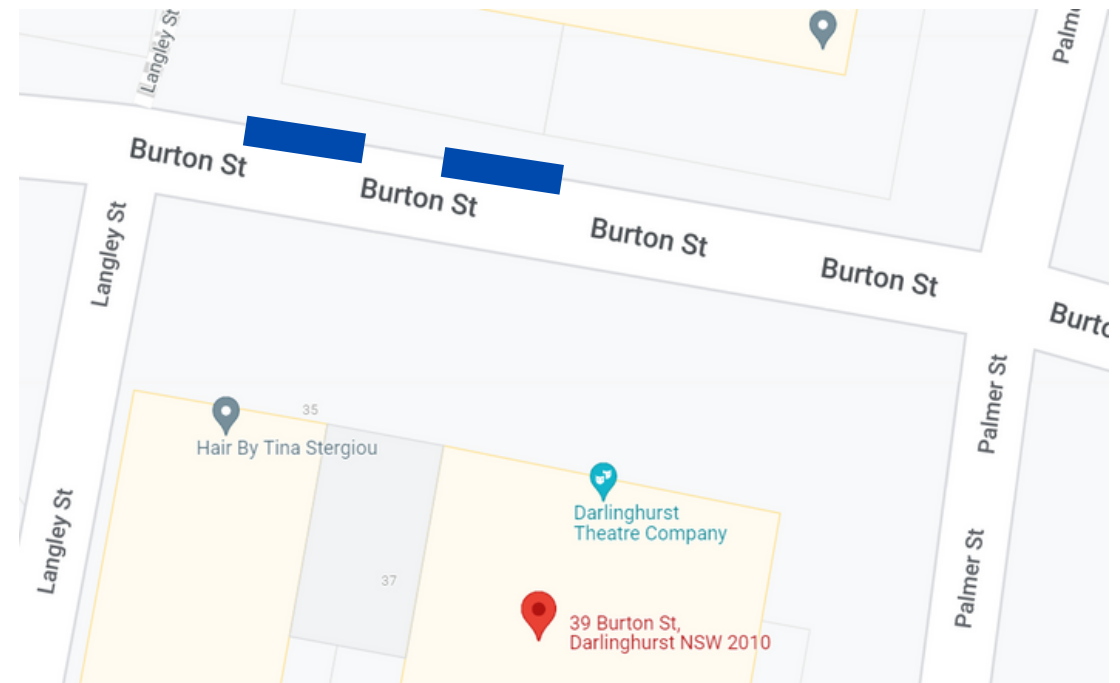 Langley St
Palm
Burton St
Burton St
Burton St
Burton St
Burto
Langley St
Palmer St
35
Hair By Tina Stergiou
Darlinghurst
Theatre Company
Langley St
37
Palmer St
39 Burton St,
Darlinghurst NSW 2010